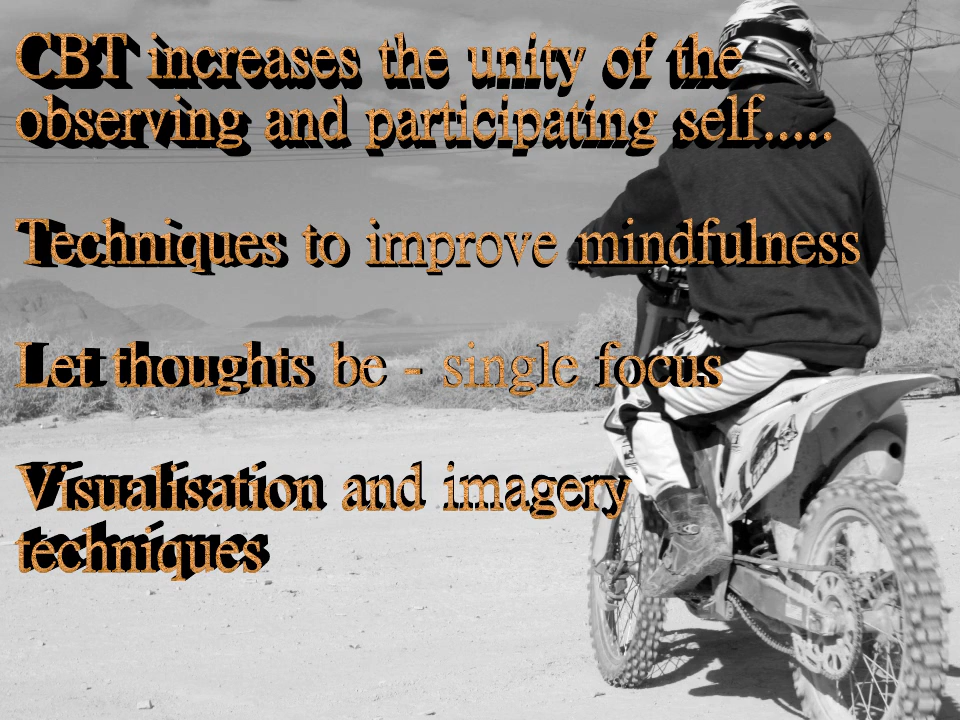 CBT increases the unity of the
observing and participating self.....
Techniques to improve mindfulness
Let thoughts be - single focus
Visualisation and imagery
techniques